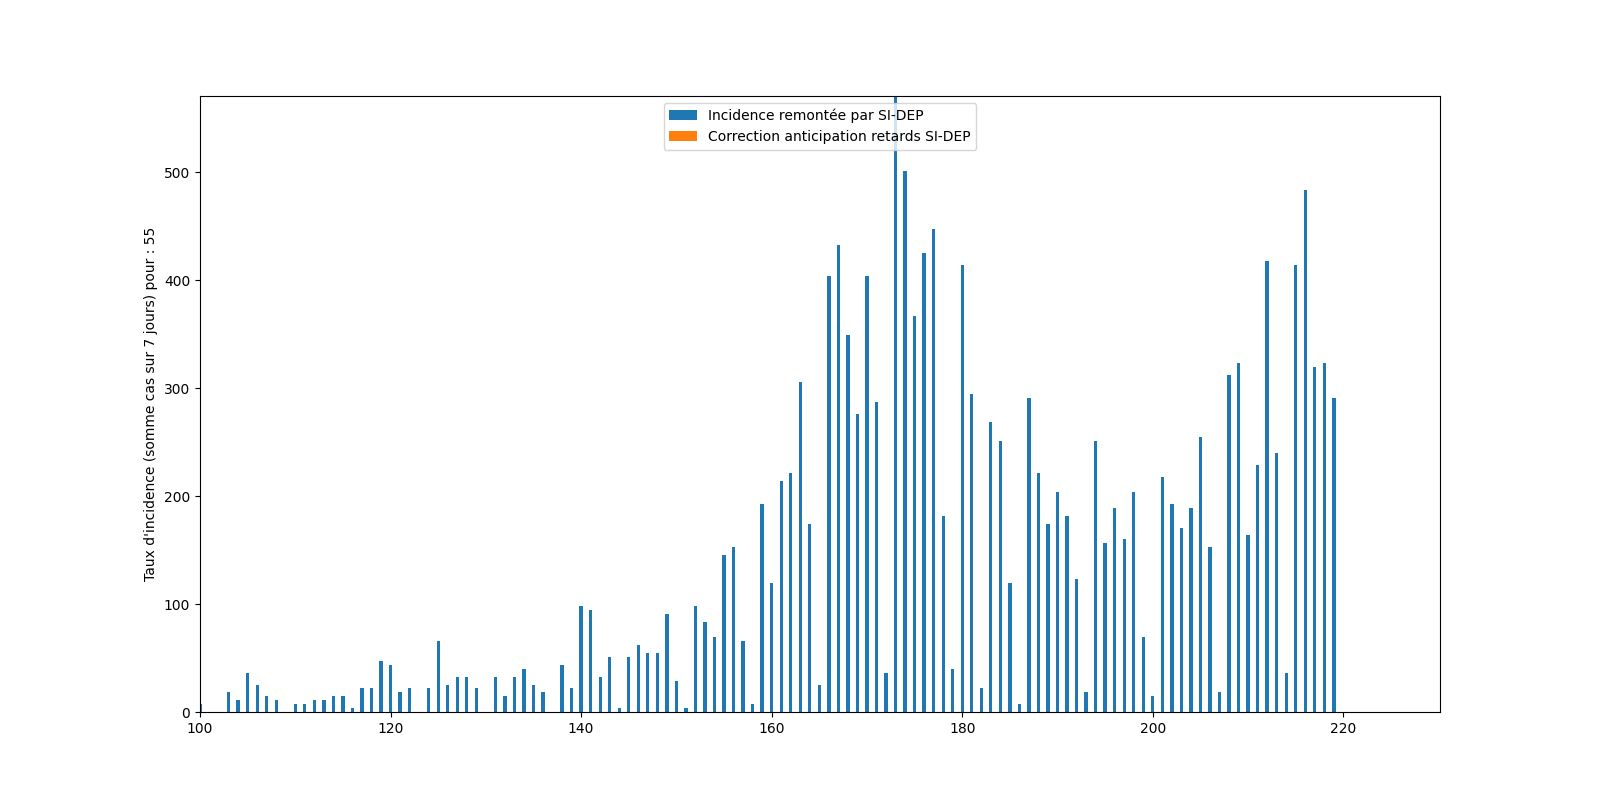 Incidence remontée par SI-DEP
Correction anticipation retards SI-DEP
Taux d'incidence (somme cas sur 7 jours) pour : 55
500
400
300
200
100
0
100 120 140 160 180 200 220